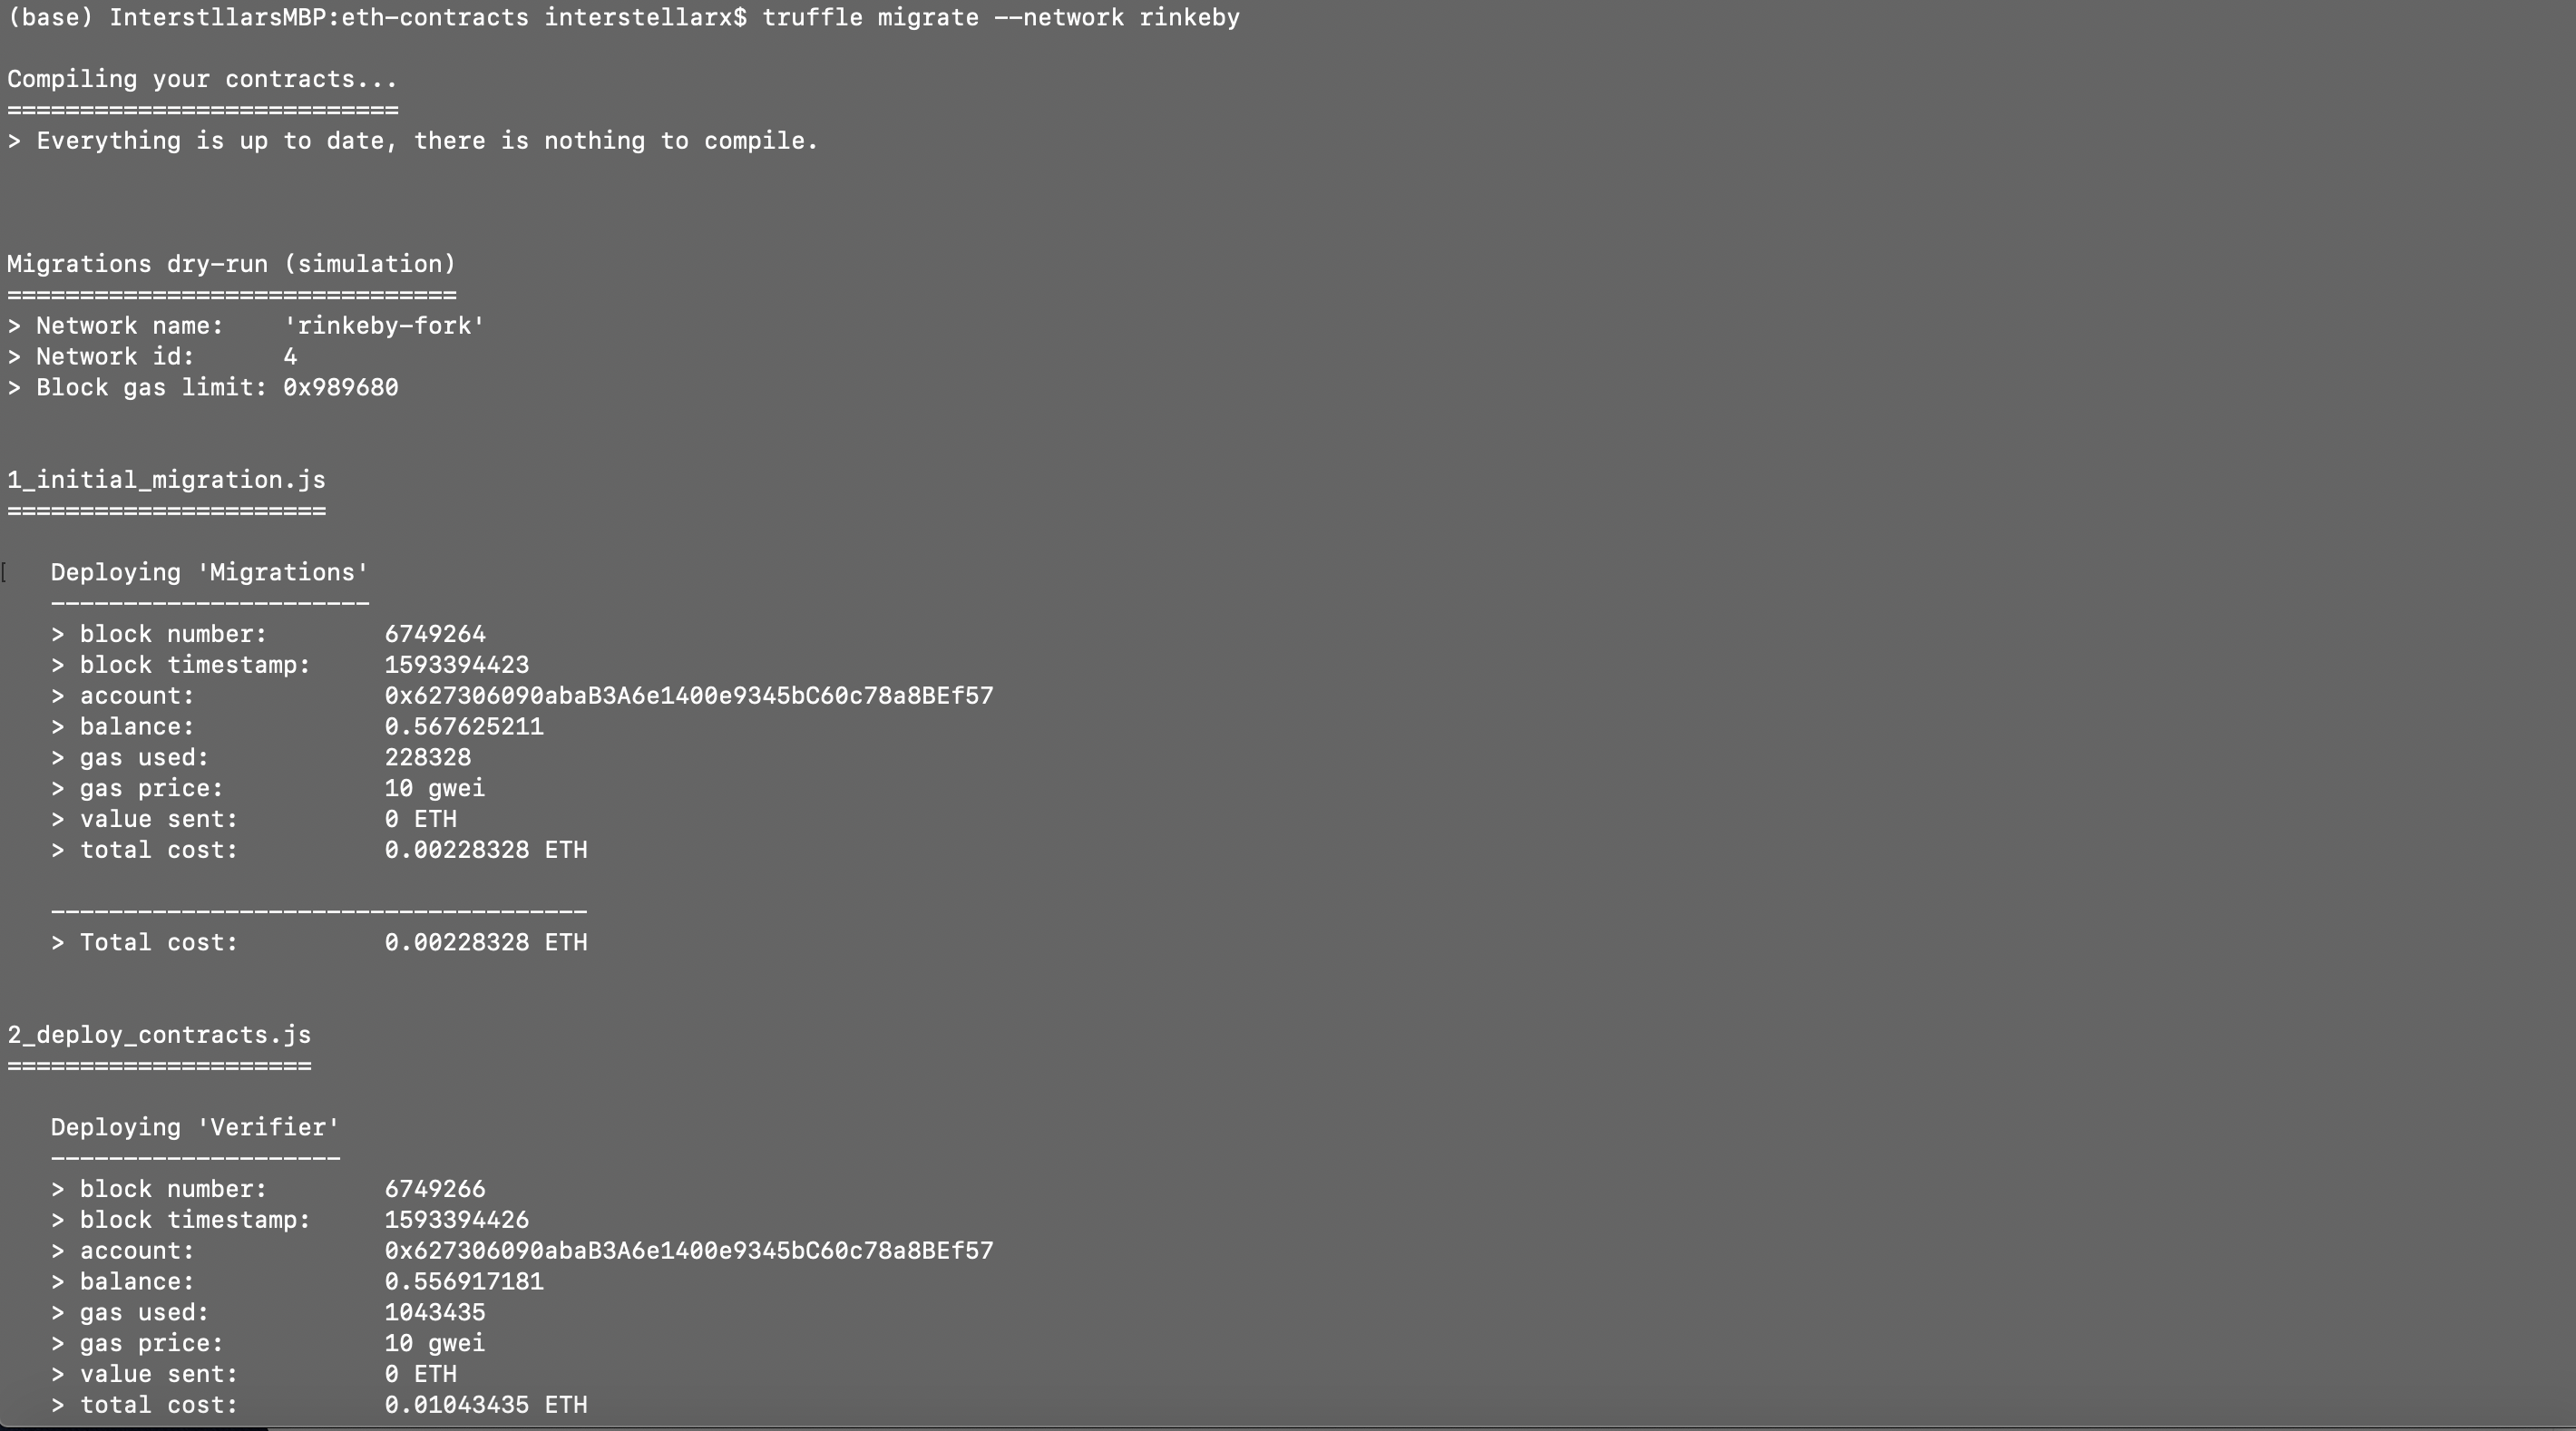 (base) InterstllarsMBP:eth-contracts interstellarx$ truffle migrate --network rinkeby
Compiling your contracts...
===========================
> Everything is up to date, there is nothing to compile.
Migrations dry-run (simulation)
===============================
> Network name:    'rinkeby-fork'
> Network id:      4
> Block gas limit: 0x989680
1_initial_migration.js
======================
[   Deploying 'Migrations'
   ----------------------
   > block number:        6749264
   > block timestamp:     1593394423
   > account:             0x627306090abaB3A6e1400e9345bC60c78a8BEf57
   > balance:             0.567625211
   > gas used:            228328
   > gas price:           10 gwei
   > value sent:          0 ETH
   > total cost:          0.00228328 ETH
   -------------------------------------
   > Total cost:          0.00228328 ETH
2_deploy_contracts.js
=====================
   Deploying 'Verifier'
   --------------------
   > block number:        6749266
   > block timestamp:     1593394426
   > account:             0x627306090abaB3A6e1400e9345bC60c78a8BEf57
   > balance:             0.556917181
   > gas used:            1043435
   > gas price:           10 gwei
   > value sent:          0 ETH
   > total cost:          0.01043435 ETH